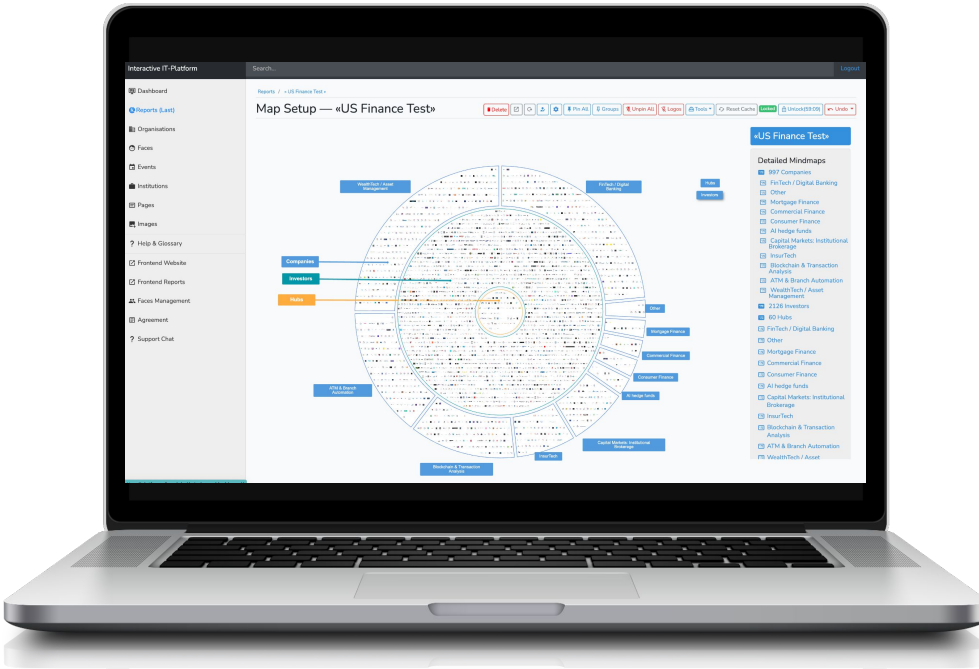 Interactive IT-Platform
Search...
Logout
Dashboard
Reports (Last)
Organisations
Faces
Events
Institutions
Pages
Images
Help & Glossary
Frontend Website
Frontend Reports
Faces Management
Agreement
Support Chat
Reports / «US Finance Test»
Map Setup — «US Finance Test»
Delete
Pin All
Groups
Unpin All
Logos
Tools
Reset Cache
Locked
Unlock(59:09)
Undo
WealthTech / Asset
Management
FinTech / Digital
Banking
Hubs
Investors
Companies
Investors
Hubs
Other
Mortgage Finance
Commercial Finance
Consumer Finance
AI hedge funds
Capital Markets: Institutional
Brokerage
InsurTech
Blockchain & Transaction
Analysis
ATM & Branch
Automation
«US Finance Test»
Detailed Mindmaps
897 Companies
FinTech / Digital Banking
Other
Mortgage Finance
Commercial Finance
Consumer Finance
AI hedge funds
Capital Markets: Institutional
Brokerage
InsurTech
Blockchain & Transaction
Analysis
ATM & Branch Automation
WealthTech / Asset
Management
2126 Investors
60 Hubs
FinTech / Digital Banking
Other
Mortgage Finance
Commercial Finance
Consumer Finance
AI hedge funds
Capital Markets: Institutional
Brokerage
InsurTech
Blockchain & Transaction
Analysis
ATM & Branch Automation
WealthTech / Asset